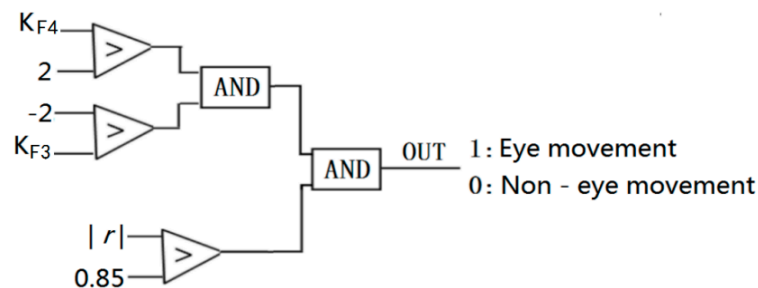 KF4
>
2
AND
-2
>
KF3
AND
OUT
1: Eye movement
0: Non - eye movement
|r|
>
0.85